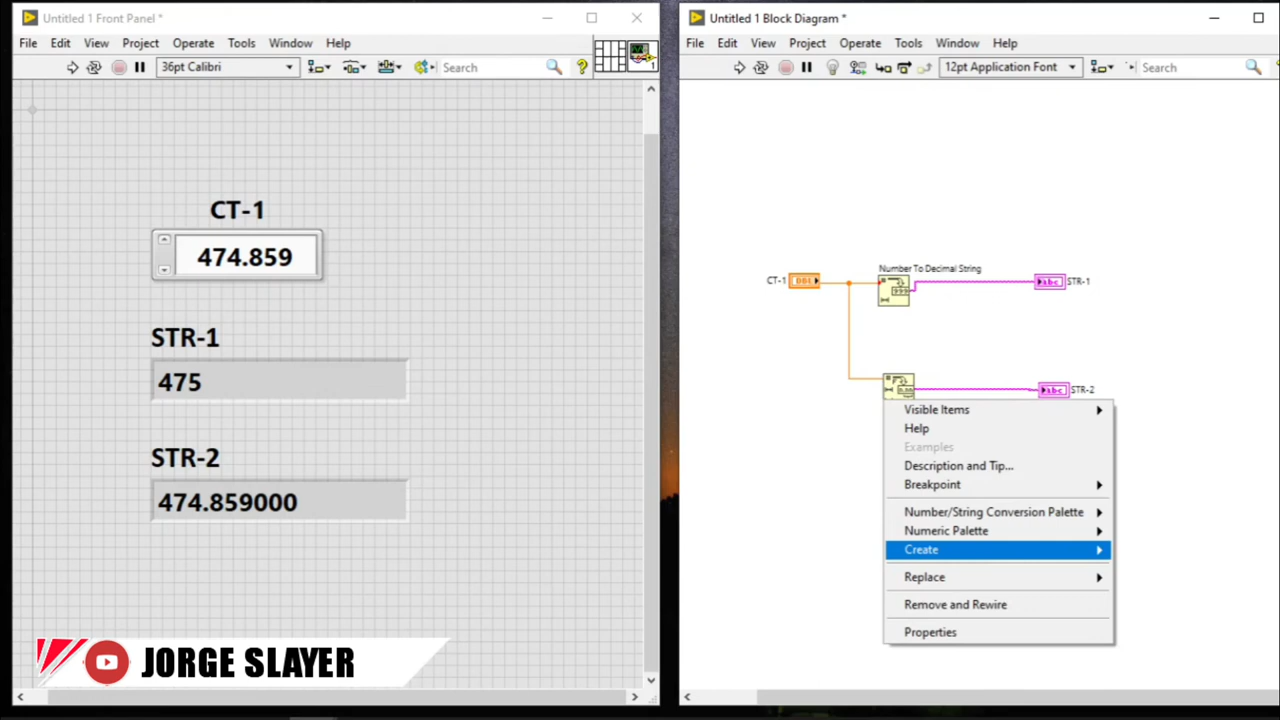 Untitled 1 Front Panel *
File Edit View Project Operate Tools Window Help
36pt Calibri
Search
?
1
CT-1
474.859
STR-1
475
STR-2
474.859000
JORGE SLAYER
Untitled 1 Block Diagram *
File Edit View Project Operate Tools Window Help
12pt Application Font
Search
Number To Decimal String
CT-1
DBL
abc
STR-1
abc
STR-2
Visible Items
Help
Examples
Description and Tip...
Breakpoint
Number/String Conversion Palette
Numeric Palette
Create
Replace
Remove and Rewire
Properties